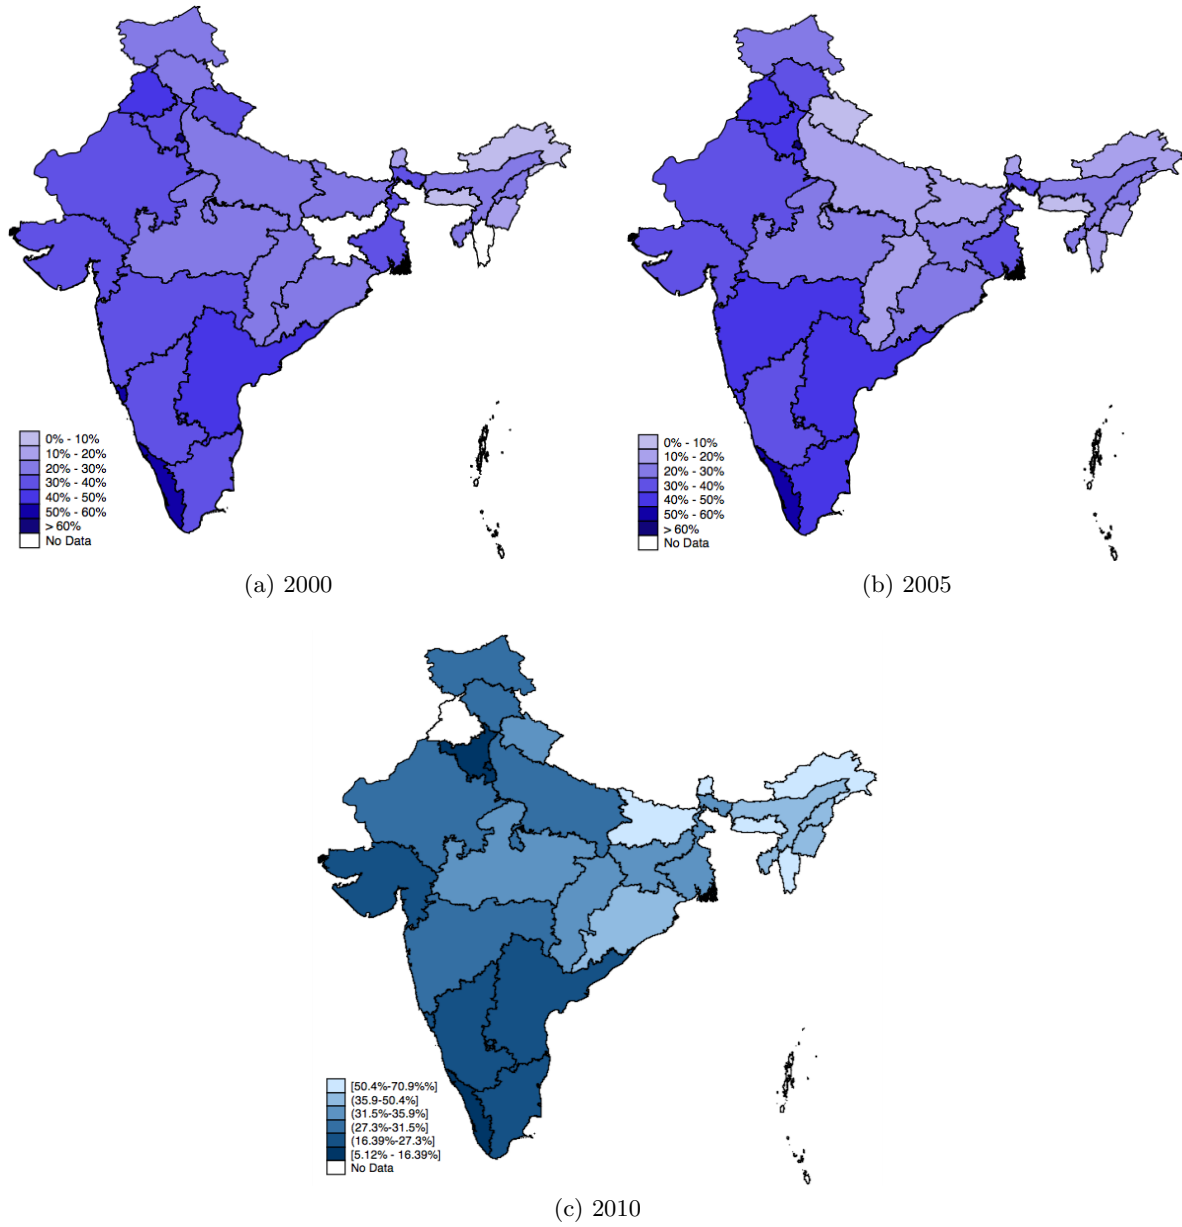 0% - 10%
10% - 20%
20% - 30%
30% - 40%
40% - 50%
50% - 60%
> 60%
No Data
(a) 2000
0% - 10%
10% - 20%
20% - 30%
30% - 40%
40% - 50%
50% - 60%
> 60%
No Data
(b) 2005
[50.4%-70.9%%]
(35.9-50.4%]
(31.5%-35.9%]
(27.3%-31.5%]
(16.39%-27.3%]
[5.12% - 16.39%]
No Data
(c) 2010